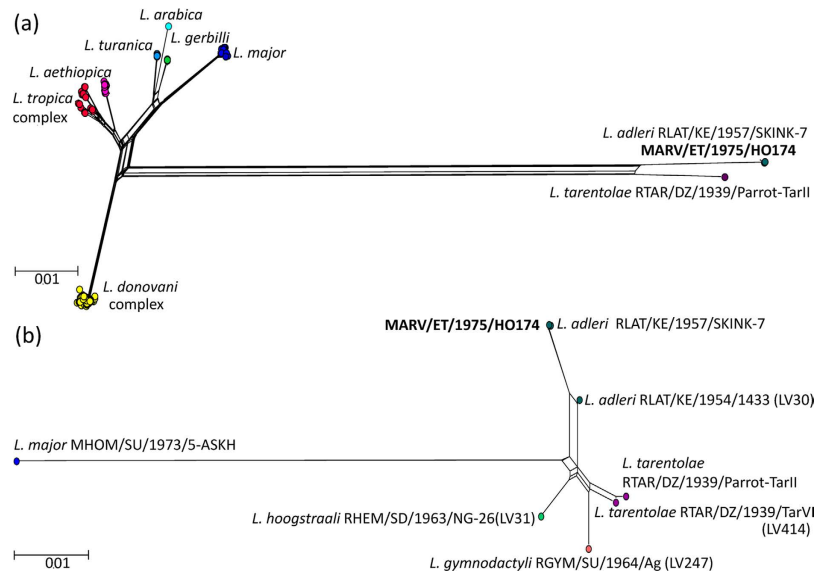 (a)
L. arabica
L. gerbilli
L. turanica
L. major
L. aethiopica
L. tropica
complex
L. adleri RLAT/KE/1957/SKINK-7
MARV/ET/1975/HO174
L. tarentolae RTAR/DZ/1939/Parrot-TarII
001
L. donovani
complex
(b)
MARV/ET/1975/HO174
L. adleri RLAT/KE/1957/SKINK-7
L. adleri RLAT/KE/1954/1433 (LV30)
L. major MHOM/SU/1973/5-ASKH
L. tarentolae
RTAR/DZ/1939/Parrot-TarII
L. hoogstraali RHEM/SD/1963/NG-26(LV31)
L. tarentolae RTAR/DZ/1939/TarVI
(LV414)
001
L. gymnodactyli RGYM/SU/1964/Ag (LV247)